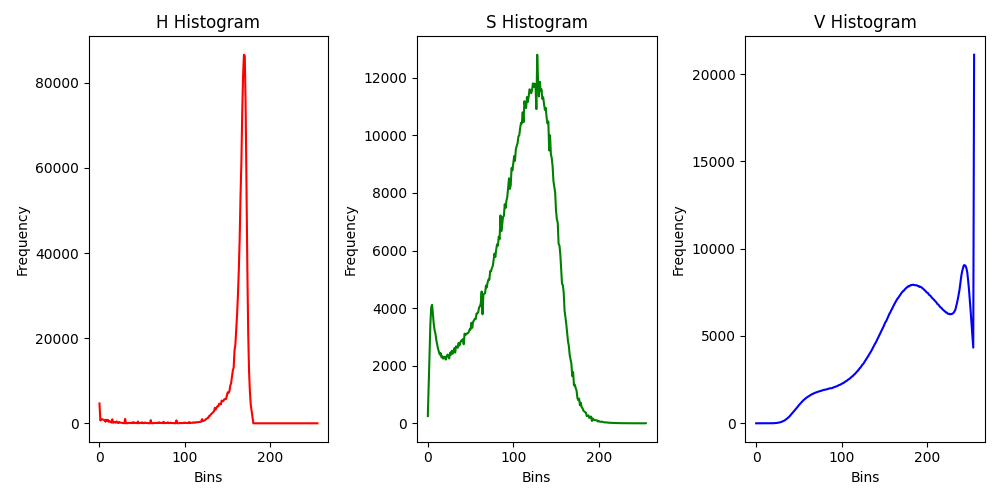 H Histogram
Frequency
80000
60000
40000
20000
0
0 100 200
Bins
S Histogram
Frequency
12000
10000
8000
6000
4000
2000
0
0 100 200
Bins
V Histogram
Frequency
20000
15000
10000
5000
0
0 100 200
Bins